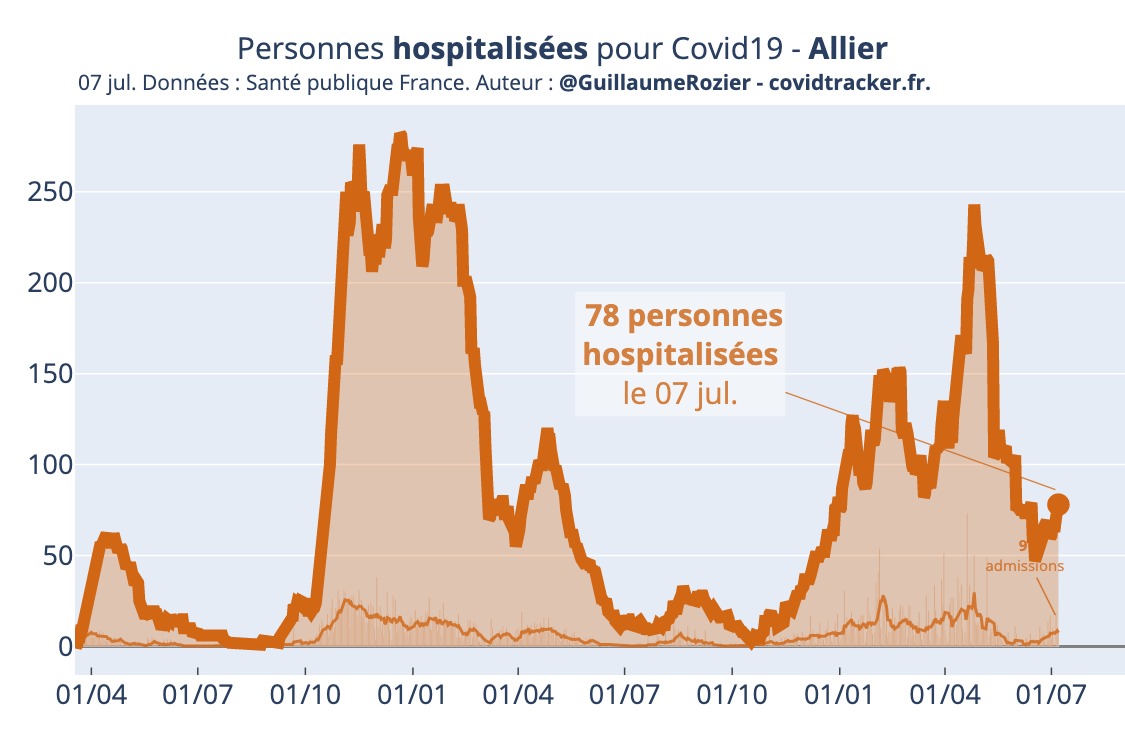 Personnes hospitalisées pour Covid19 - Allier
07 jul. Données : Santé publique France. Auteur : @GuillaumeRozier - covidtracker.fr.
250
200
150
100
50
0
78 personnes
hospitalisées
le 07 jul.
9
admissions
01/04 01/07 01/10 01/01 01/04 01/07 01/10 01/01 01/04 01/07